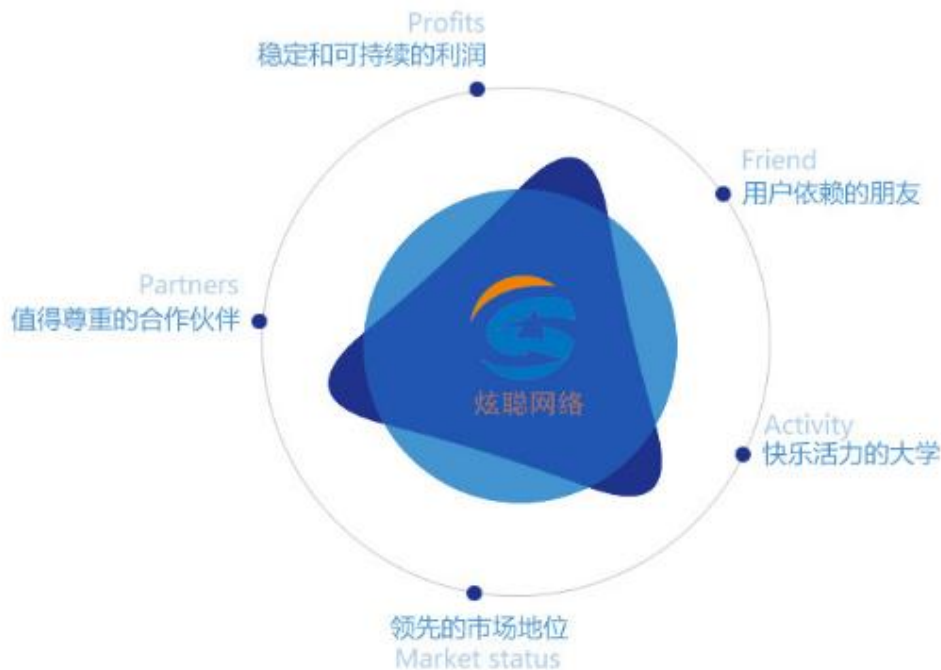 Profits
稳定和可持续的利润
Friend
用户依赖的朋友
Partners
值得尊重的合作伙伴
炫聪网络
Activity
快乐活力的大学
领先的市场地位
Market status